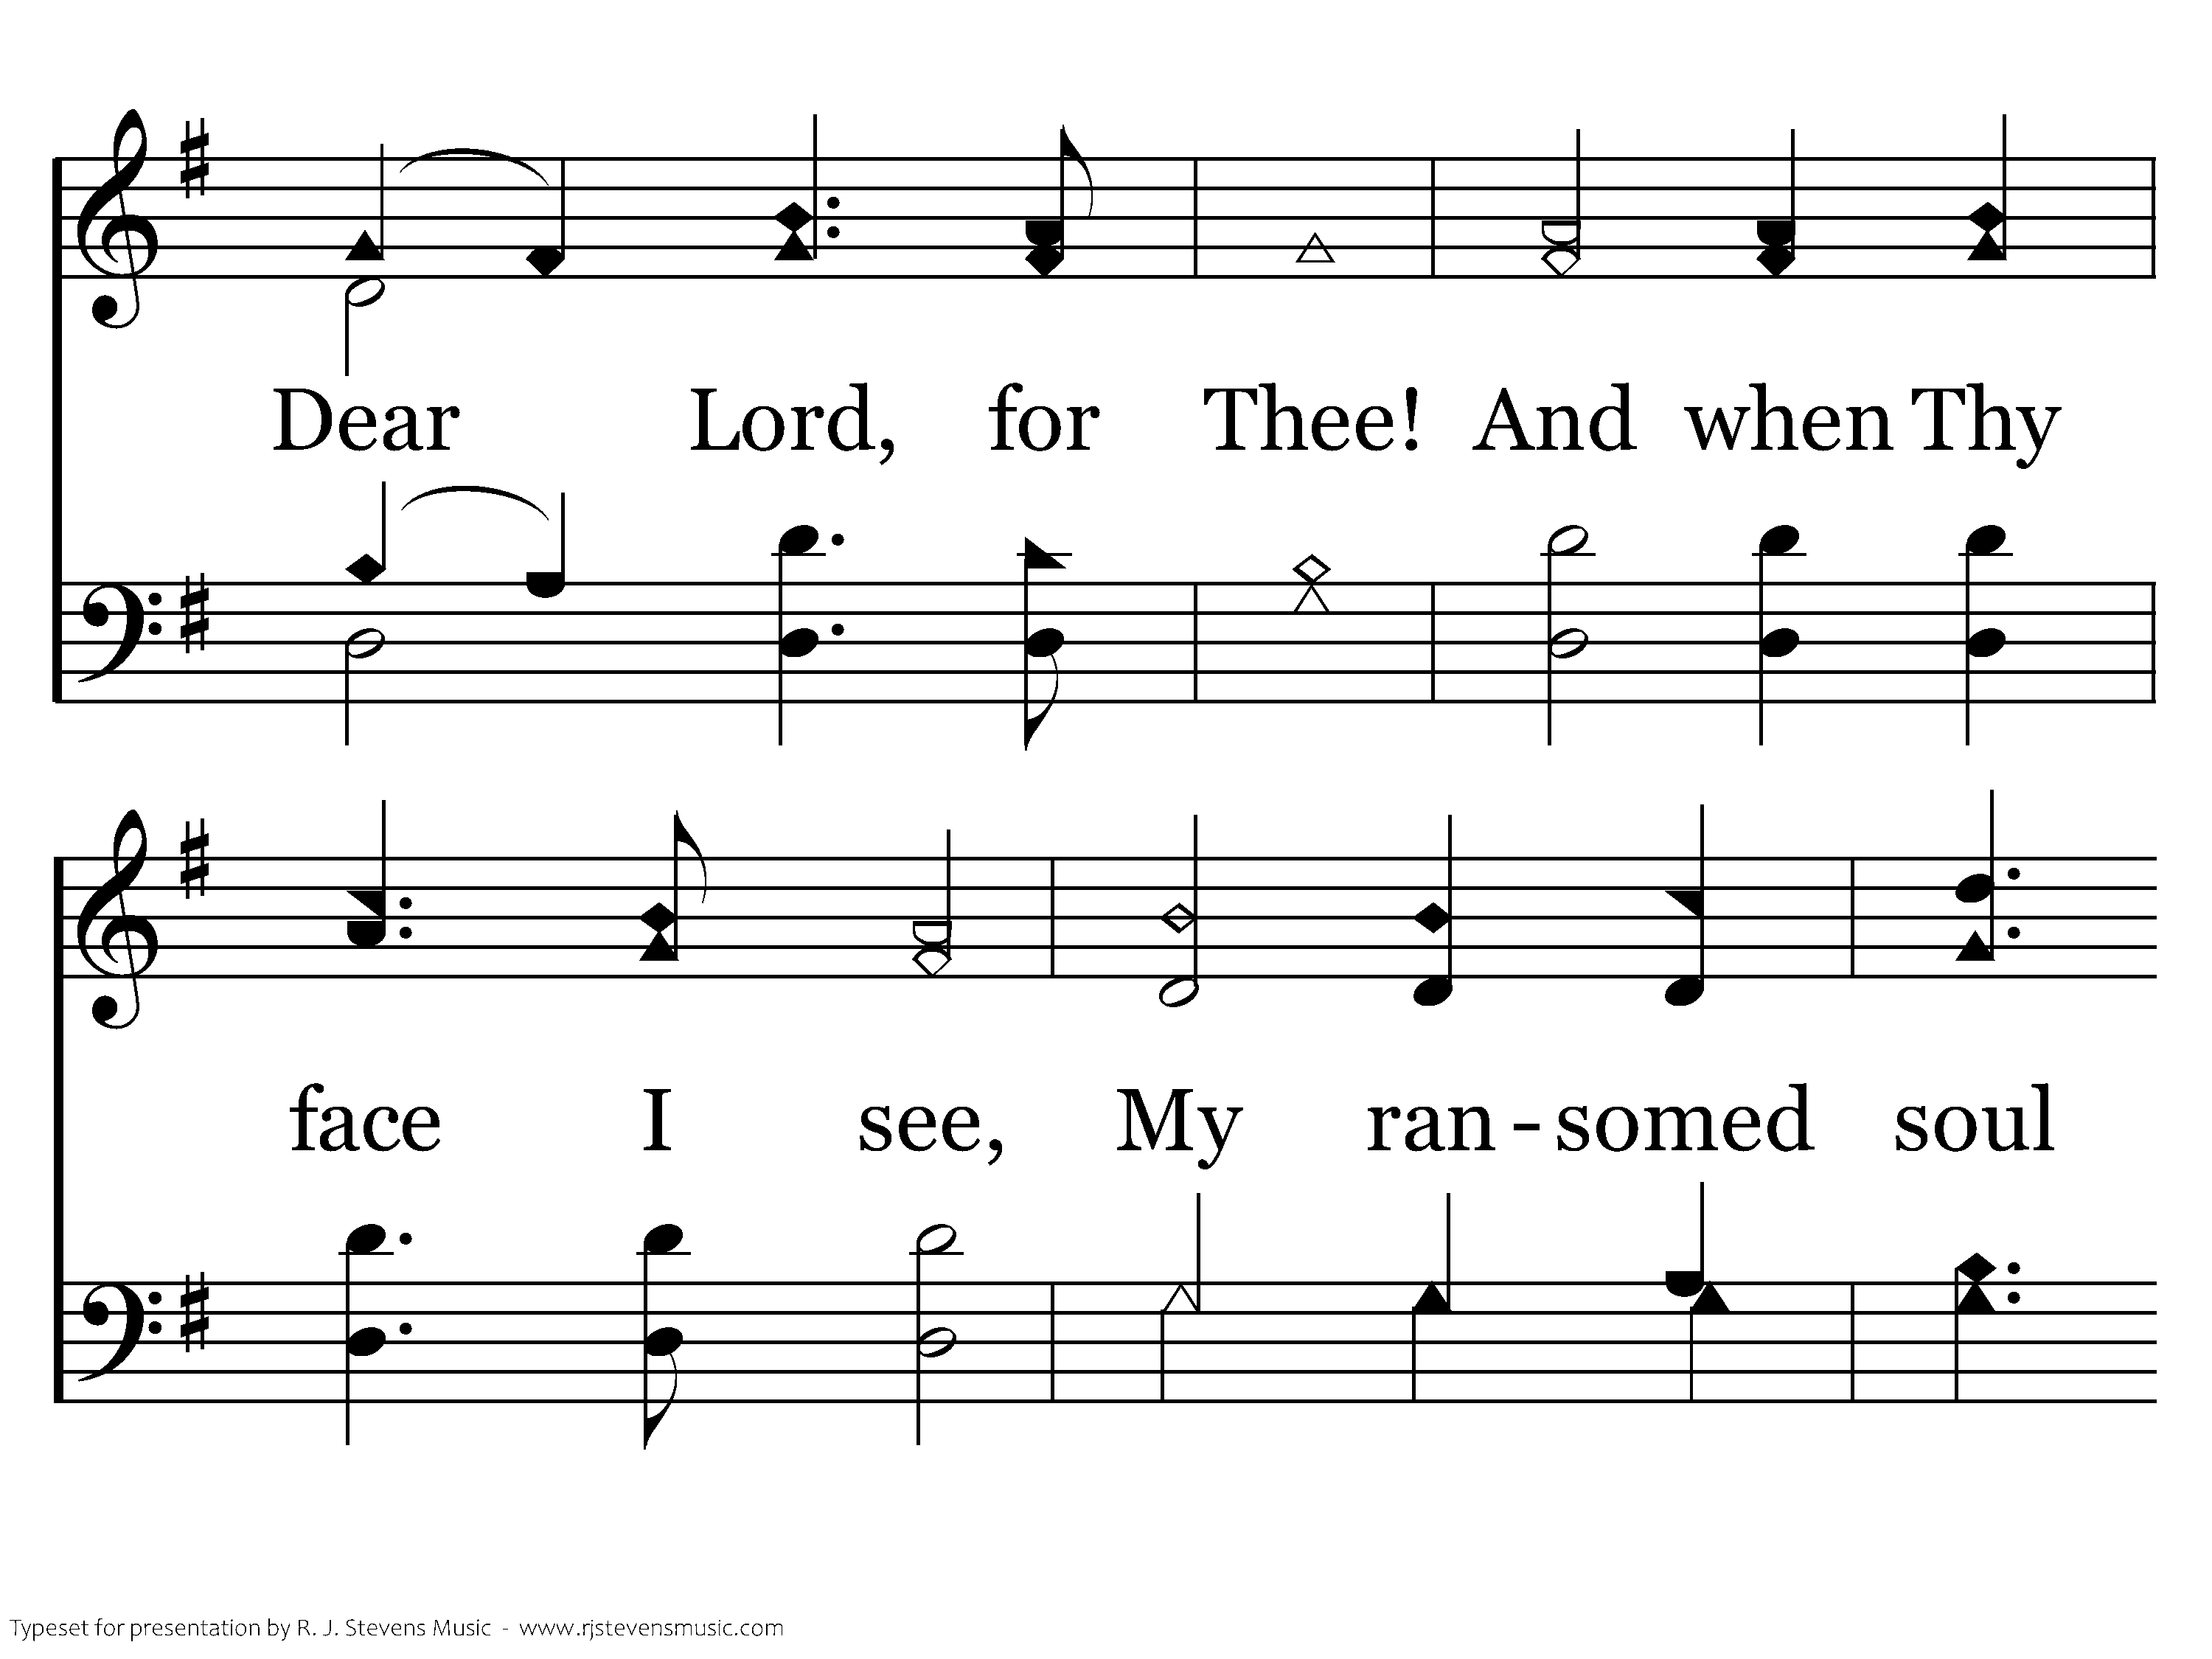 Dear Lord, for Thee! And when Thy
face I see, My ran - somed soul
Typeset for presentation by R. J. Stevens Music - www.rjstevensmusic.com